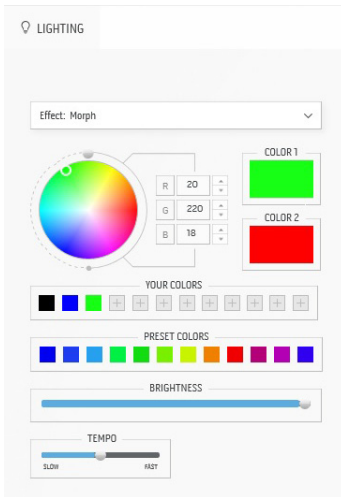 LIGHTING
Effect: Morph
COLOR 1
R 20
G 220
B 18
COLOR 2
YOUR COLORS
PRESET COLORS
BRIGHTNESS
TEMPO
SLOW FAST